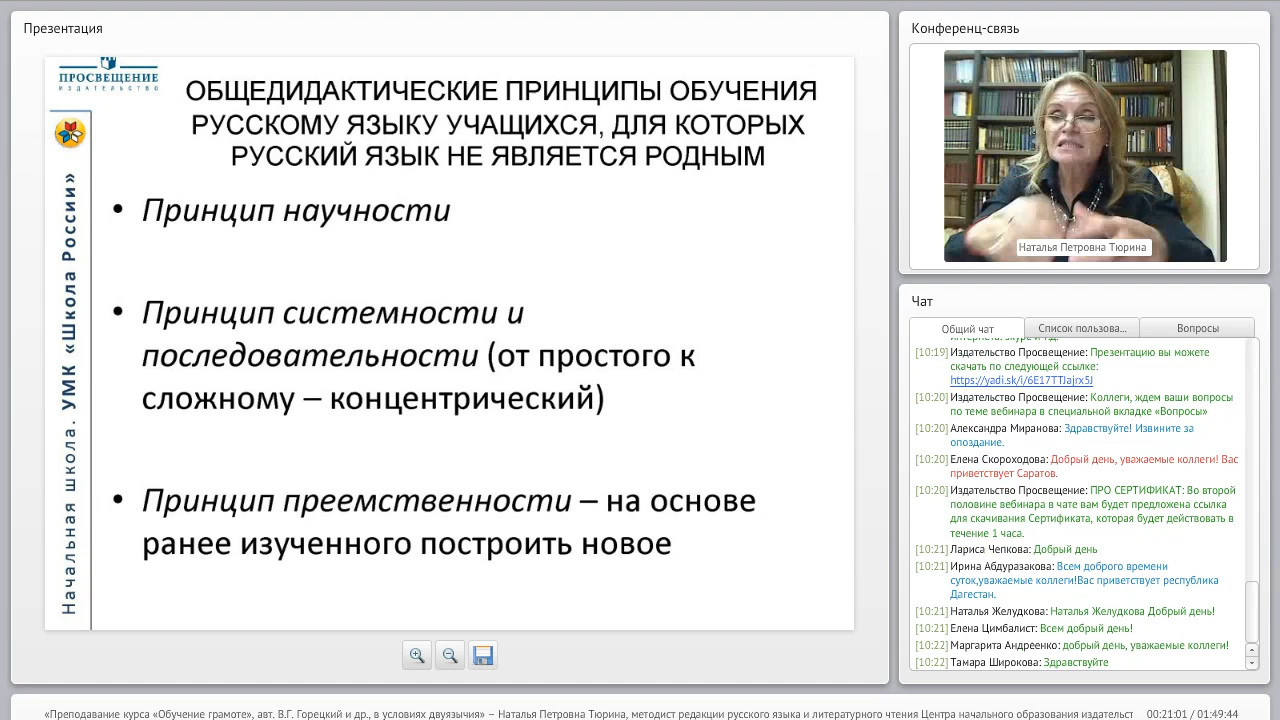 Презентация
ПРОСВЕЩЕНИЕ
ИЗДАТЕЛЬСТВО
ОБЩЕДИДАКТИЧЕСКИЕ ПРИНЦИПЫ ОБУЧЕНИЯ
РУССКОМУ ЯЗЫКУ УЧАЩИХСЯ, ДЛЯ КОТОРЫХ
РУССКИЙ ЯЗЫК НЕ ЯВЛЯЕТСЯ РОДНЫМ
Начальная школа. УМК «Школа России»
• Принцип научности
• Принцип системности и
последовательности (от простого к
сложному – концентрический)
• Принцип преемственности – на основе
ранее изученного построить новое
Конференц-связь
Наталья Петровна Тюрина
Чат
Общий чат
Список пользова...
Вопросы
интернета: skype и т.д.
[10:19] Издательство Просвещение: Презентацию вы можете
скачать по следующей ссылке:
https://yadi.sk/i/6E17TTJajrx5J
[10:20] Издательство Просвещение: Коллеги, ждем ваши вопросы
по теме вебинара в специальной вкладке «Вопросы»
[10:20] Александра Миранова: Здравствуйте! Извините за
опоздание.
[10:20] Елена Скороходова: Добрый день, уважаемые коллеги! Вас
приветствует Саратов.
[10:20] Издательство Просвещение: ПРО СЕРТИФИКАТ: Во второй
половине вебинара в чате вам будет предложена ссылка
для скачивания Сертификата, которая будет действовать в
течение 1 часа.
[10:21] Лариса Чепкова: Добрый день
[10:21] Ирина Абдуразакова: Всем доброго времени
суток,уважаемые коллеги!Вас приветствует республика
Дагестан.
[10:21] Наталья Желудкова: Наталья Желудкова Добрый день!
[10:21] Елена Цимбалист: Всем добрый день!
[10:22] Маргарита Андреенко: добрый день, уважаемые коллеги!
[10:22] Тамара Широкова: Здравствуйте
«Преподавание курса «Обучение грамоте», авт. В.Г. Горецкий и др., в условиях двуязычия» – Наталья Петровна Тюрина, методист редакции русского языка и литературного чтения Центра начального образования издательст
00:21:01 / 01:49:44